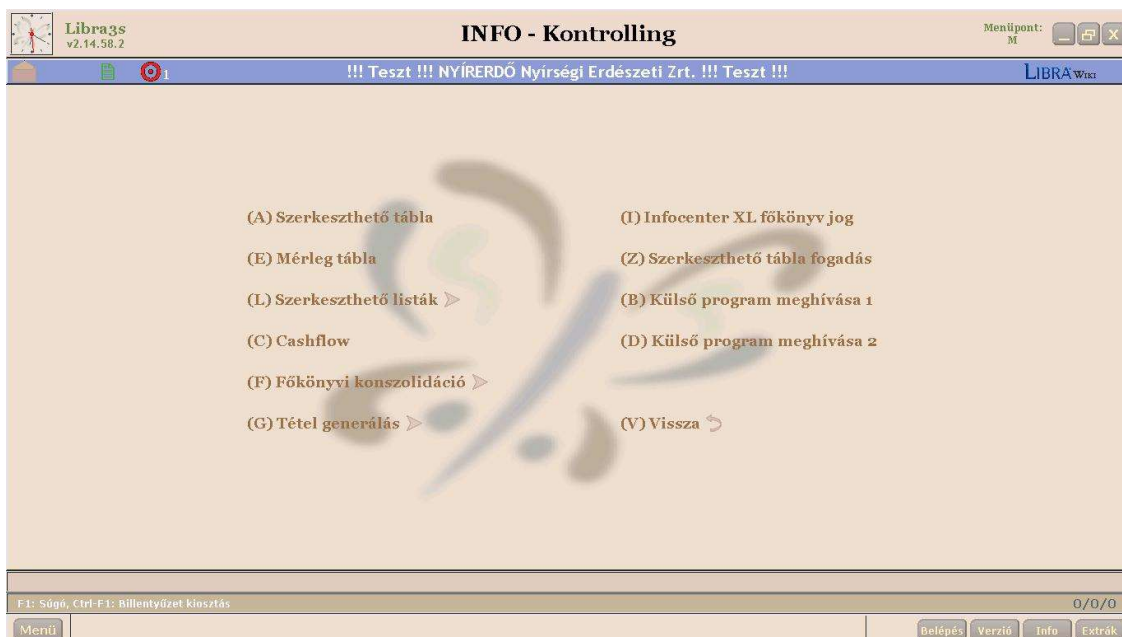 Libra3s
v2.14.58.2
INFO - Kontrolling
Menüpont:
M
1
!!! Teszt !!! NYÍRERDŐ Nyírségi Erdészeti Zrt. !!! Teszt !!!
LIBRA WIKI
(A) Szerkeszthető tábla
(I) Infocenter XL főkönyv jog
(E) Mérleg tábla
(Z) Szerkeszthető tábla fogadás
(L) Szerkeszthető listák
(B) Külső program meghívása 1
(C) Cashflow
(D) Külső program meghívása 2
(F) Főkönyvi konszolidáció
(G) Tétel generálás
(V) Vissza
F1: Súgó, Ctrl-F1: Billentyűzet kiosztás
0/0/0
Menü
Belépés
Verzió
Info
Extrák